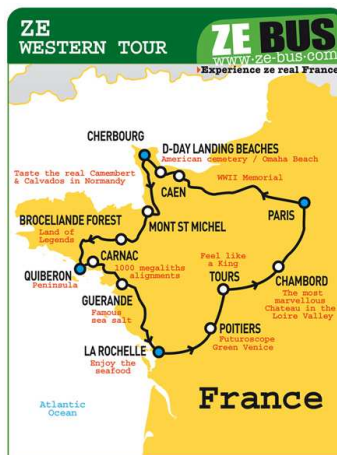 ZE
WESTERN TOUR
ZE BUS
www.ze-bus.com
Experience ze real France
CHERBOURG
D-DAY LANDING BEACHES
American cemetery / Omaha Beach
Taste the real Camembert
& Calvados in Normandy
CAEN
WWII Memorial
PARIS
BROCELIANDE FOREST
Land of
Legends
MONT ST MICHEL
CARNAC
1000 megaliths
alignments
QUIBERON
Peninsula
Feel like
a King
TOURS
CHAMBORD
The most
marvellous
Chateau in the
Loire Valley
GUERANDE
Famous
sea salt
POITIERS
Futuroscope
Green Venice
LA ROCHELLE
Enjoy the
seafood
France
Atlantic
Ocean